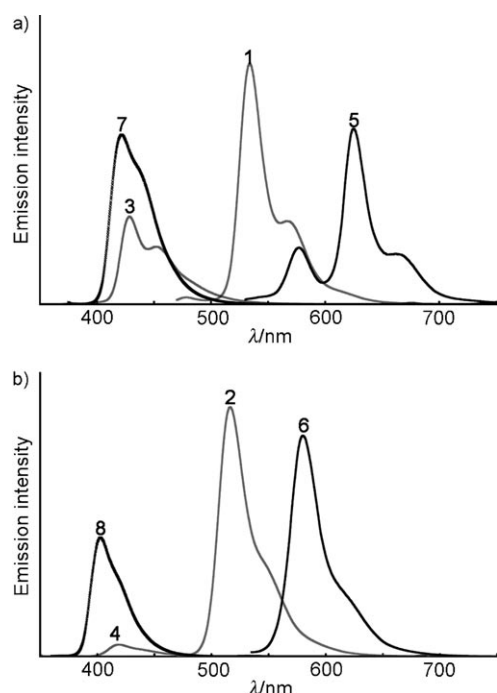 a)
Emission intensity
1
5
7
3
400 500 600 700
λ/nm
b)
Emission intensity
2
6
8
4
400 500 600 700
λ/nm